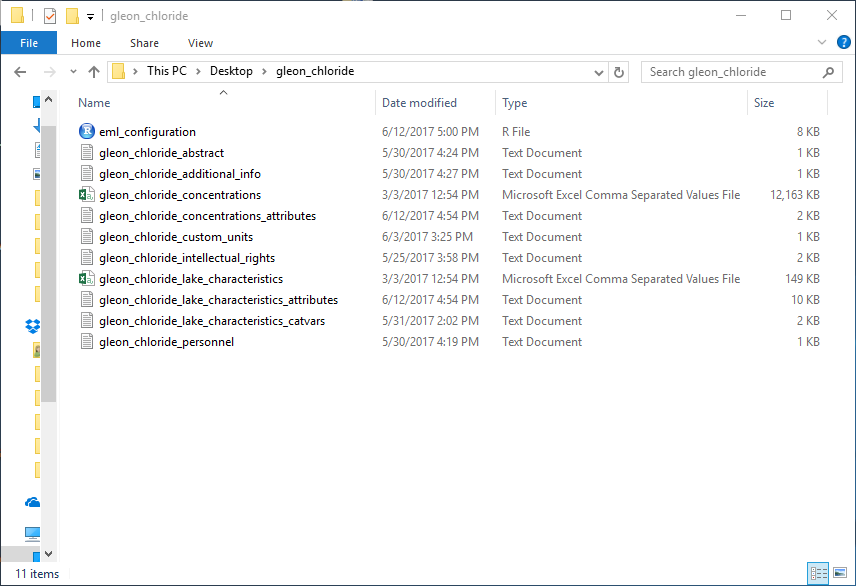 gleon_chloride
File Home Share View
This PC Desktop gleon_chloride Search gleon_chloride
Name Date modified Type Size
eml_configuration 6/12/2017 5:00 PM R File 8 KB
gleon_chloride_abstract 5/30/2017 4:24 PM Text Document 1 KB
gleon_chloride_additional_info 5/30/2017 4:27 PM Text Document 1 KB
gleon_chloride_concentrations 3/3/2017 12:54 PM Microsoft Excel Comma Separated Values File 12,163 KB
gleon_chloride_concentrations_attributes 6/12/2017 4:54 PM Text Document 2 KB
gleon_chloride_custom_units 6/3/2017 3:25 PM Text Document 1 KB
gleon_chloride_intellectual_rights 5/25/2017 3:58 PM Text Document 2 KB
gleon_chloride_lake_characteristics 3/3/2017 12:54 PM Microsoft Excel Comma Separated Values File 149 KB
gleon_chloride_lake_characteristics_attributes 6/12/2017 4:54 PM Text Document 10 KB
gleon_chloride_lake_characteristics_catvars 5/31/2017 2:02 PM Text Document 2 KB
gleon_chloride_personnel 5/30/2017 4:19 PM Text Document 1 KB
11 items